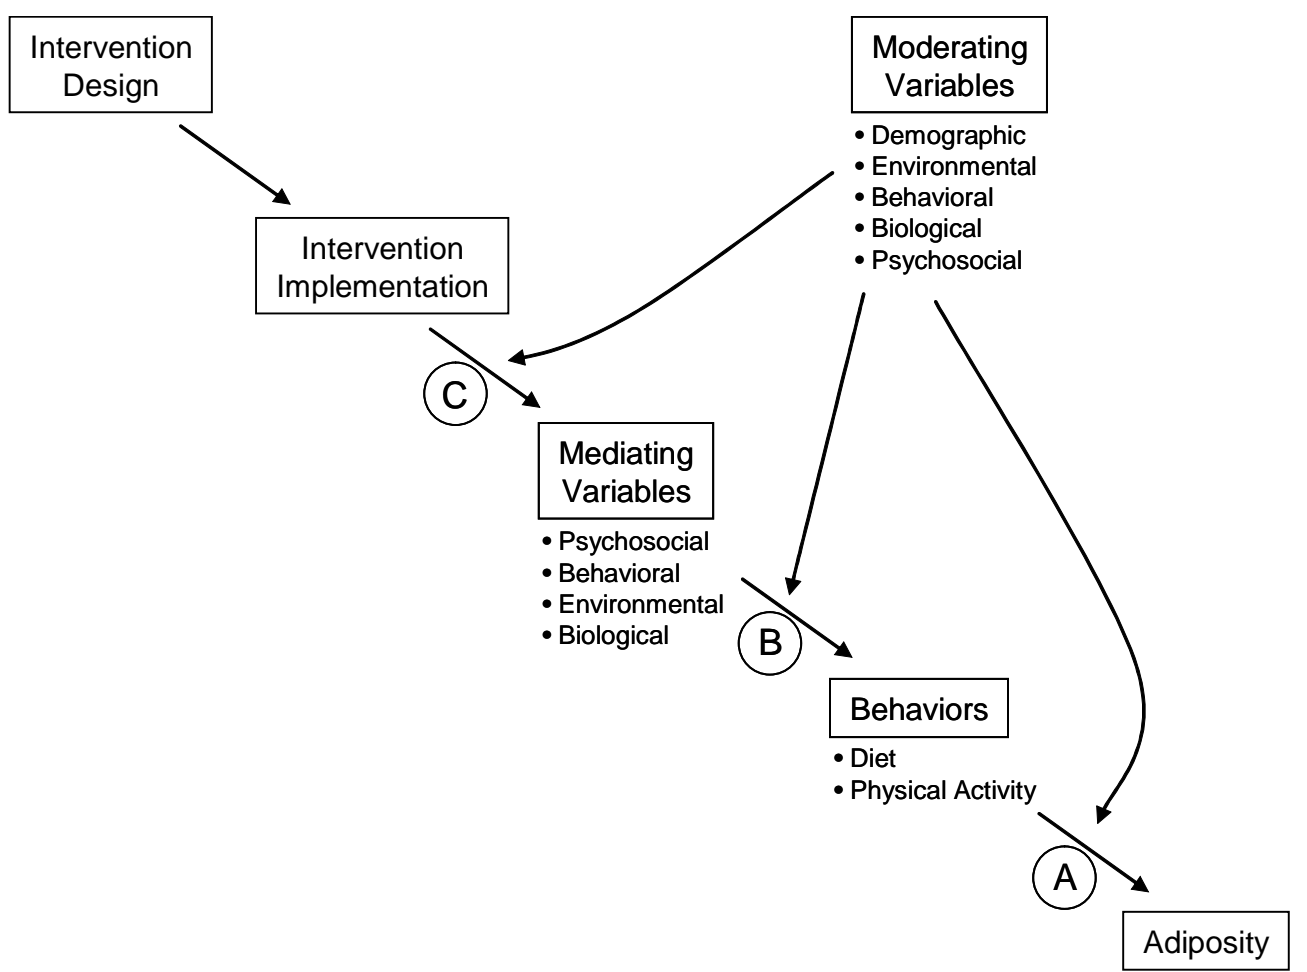 Intervention
Design
Moderating
Variables
• Demographic
• Environmental
• Behavioral
• Biological
• Psychosocial
Intervention
Implementation
C
Mediating
Variables
• Psychosocial
• Behavioral
• Environmental
• Biological
B
Behaviors
• Diet
• Physical Activity
A
Adiposity